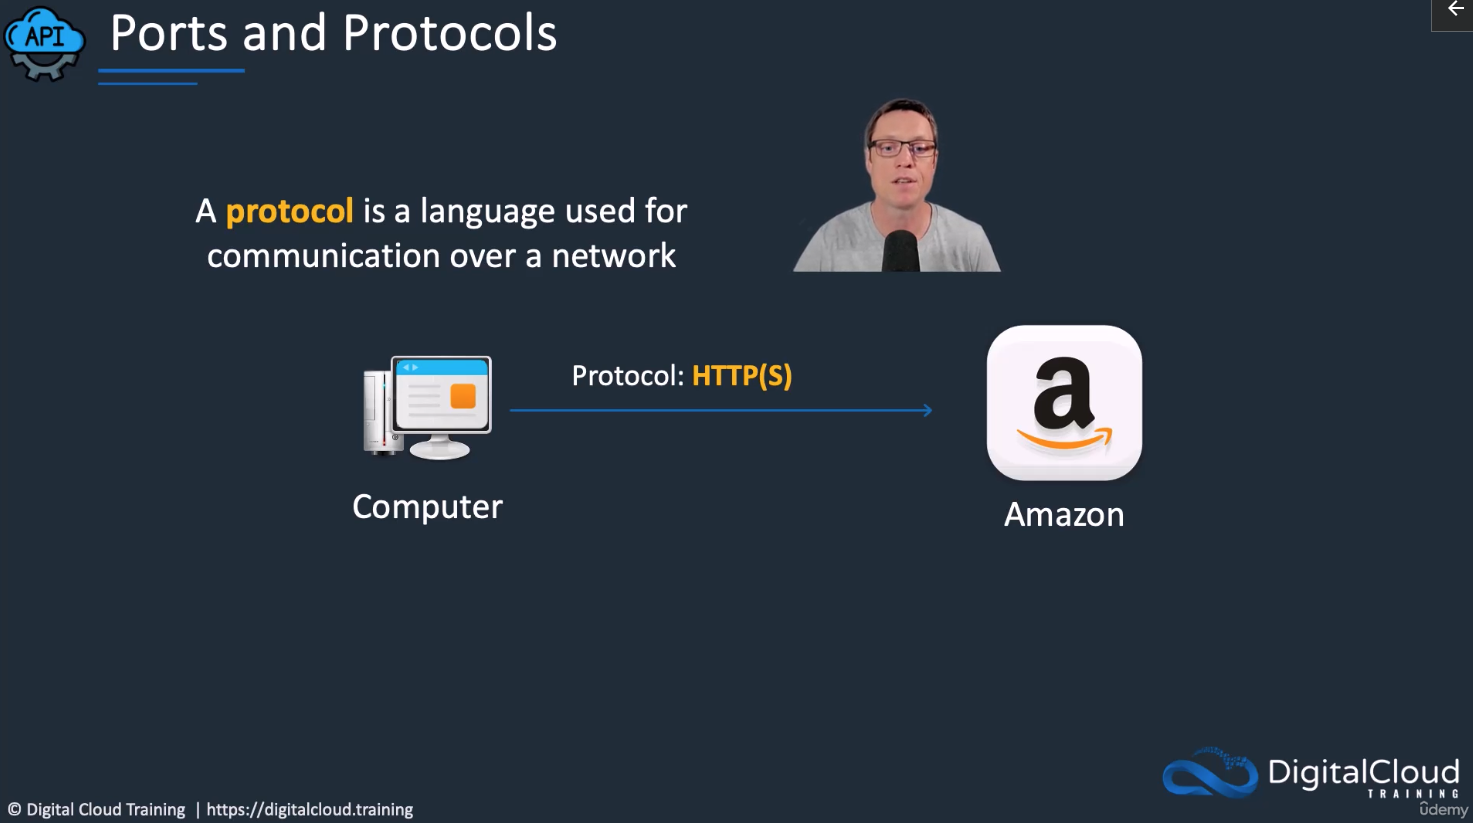 API
Ports and Protocols
A protocol is a language used for
communication over a network
Protocol: HTTP(S)
a
Computer
Amazon
DigitalCloud
TRAINING
© Digital Cloud Training | https://digitalcloud.training
ûdemy